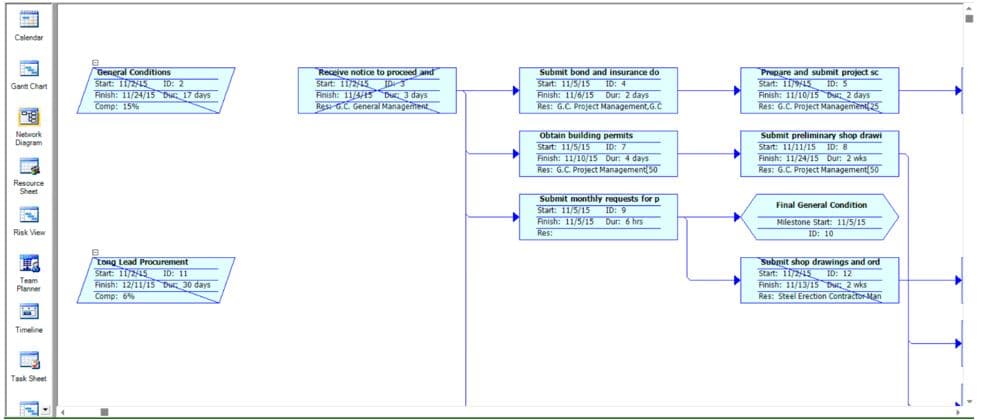 Calendar
Gantt Chart
Network
Diagram
Resource
Sheet
Risk View
Team
Planner
Timeline
Task Sheet
General Conditions
Start: 11/2/15 ID: 2
Finish: 11/24/15 Dur: 17 days
Comp: 15%
Receive notice to proceed and
Start: 11/2/15 ID: 3
Finish: 11/4/15 Dur: 3 days
Res: G.C. General Management
Submit bond and insurance do
Start: 11/5/15 ID: 4
Finish: 11/6/15 Dur: 2 days
Res: G.C. Project Management,G.C
Prepare and submit project sc
Start: 11/9/15 ID: 5
Finish: 11/10/15 Dur: 2 days
Res: G.C. Project Management[25
Obtain building permits
Start: 11/5/15 ID: 7
Finish: 11/10/15 Dur: 4 days
Res: G.C. Project Management[50
Submit preliminary shop drawi
Start: 11/11/15 ID: 8
Finish: 11/24/15 Dur: 2 wks
Res: G.C. Project Management[50
Submit monthly requests for p
Start: 11/5/15 ID: 9
Finish: 11/5/15 Dur: 6 hrs
Res:
Final General Condition
Milestone Start: 11/5/15
ID: 10
Long Lead Procurement
Start: 11/2/15 ID: 11
Finish: 12/11/15 Dur: 30 days
Comp: 6%
Submit shop drawings and ord
Start: 11/2/15 ID: 12
Finish: 11/13/15 Dur: 2 wks
Res: Steel Erection Contractor Man